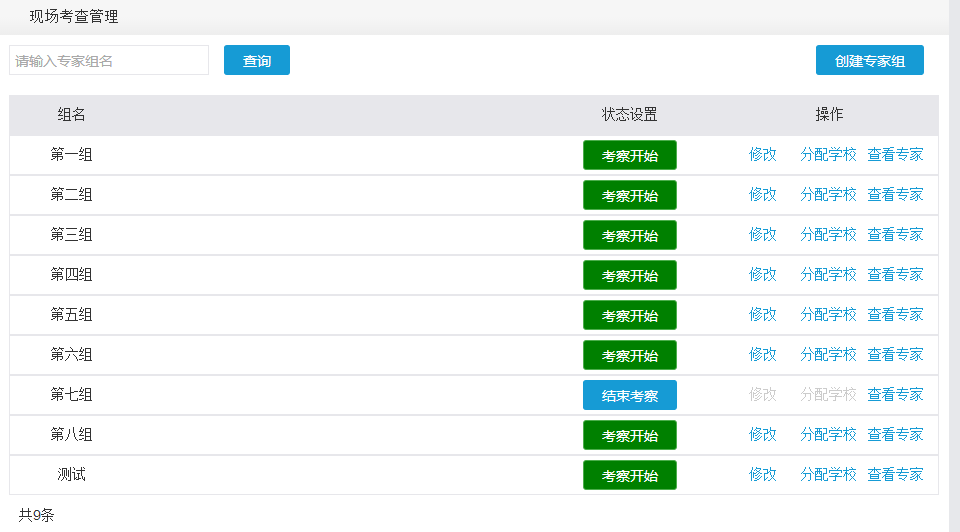 现场考查管理
请输入专家组名 查询 创建专家组
组名 状态设置 操作
第一组 考察开始 修改 分配学校 查看专家
第二组 考察开始 修改 分配学校 查看专家
第三组 考察开始 修改 分配学校 查看专家
第四组 考察开始 修改 分配学校 查看专家
第五组 考察开始 修改 分配学校 查看专家
第六组 考察开始 修改 分配学校 查看专家
第七组 结束考察 修改 分配学校 查看专家
第八组 考察开始 修改 分配学校 查看专家
测试 考察开始 修改 分配学校 查看专家
共9条